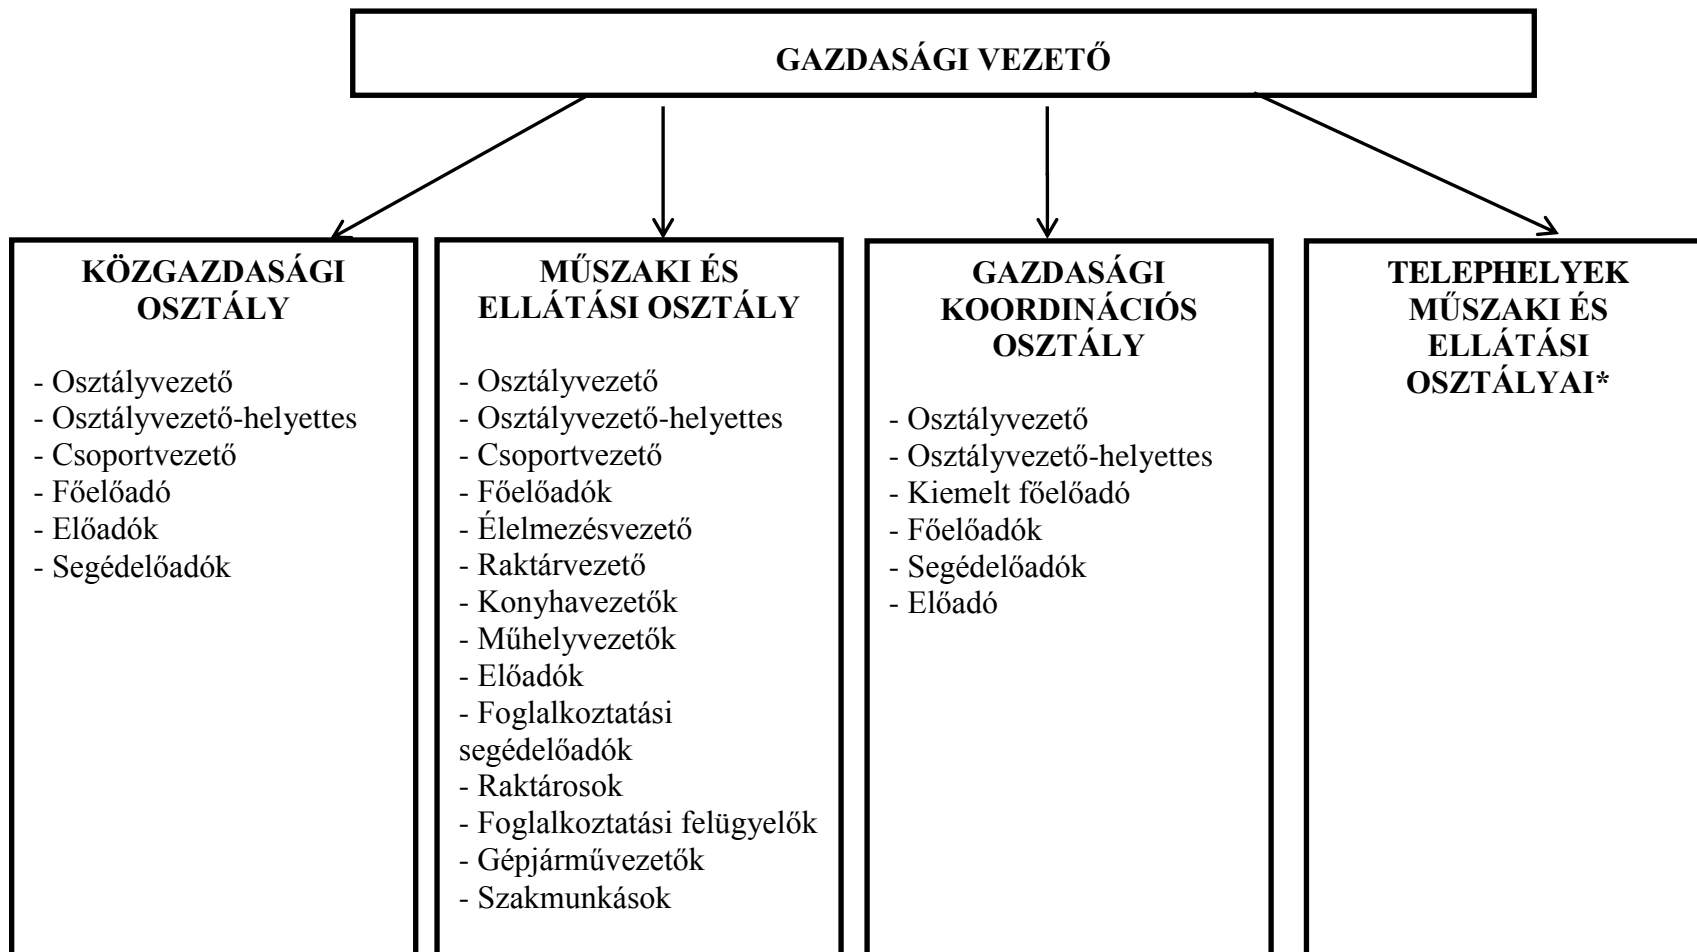 GAZDASÁGI VEZETŐ
KÖZGAZDASÁGI
OSZTÁLY
- Osztályvezető
- Osztályvezető-helyettes
- Csoportvezető
- Főelőadó
- Előadók
- Segédelőadók
MŰSZAKI ÉS
ELLÁTÁSI OSZTÁLY
- Osztályvezető
- Osztályvezető-helyettes
- Csoportvezető
- Főelőadók
- Élelmezésvezető
- Raktárvezető
- Konyhavezetők
- Műhelyvezetők
- Előadók
- Foglalkoztatási
segédelőadók
- Raktárosok
- Foglalkoztatási felügyelők
- Gépjárművezetők
- Szakmunkások
GAZDASÁGI
KOORDINÁCIÓS
OSZTÁLY
- Osztályvezető
- Osztályvezető-helyettes
- Kiemelt főelőadó
- Főelőadók
- Segédelőadók
- Előadó
TELEPHELYEK
MŰSZAKI ÉS
ELLÁTÁSI
OSZTÁLYAI*